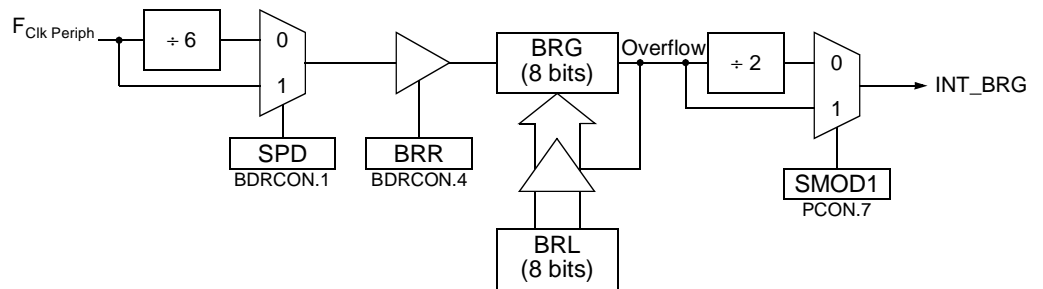 F Clk Periph
÷ 6
0
1
SPD
BDRCON.1
BRR
BDRCON.4
BRG
(8 bits)
Overflow
BRL
(8 bits)
÷ 2
0
1
SMOD1
PCON.7
INT_BRG